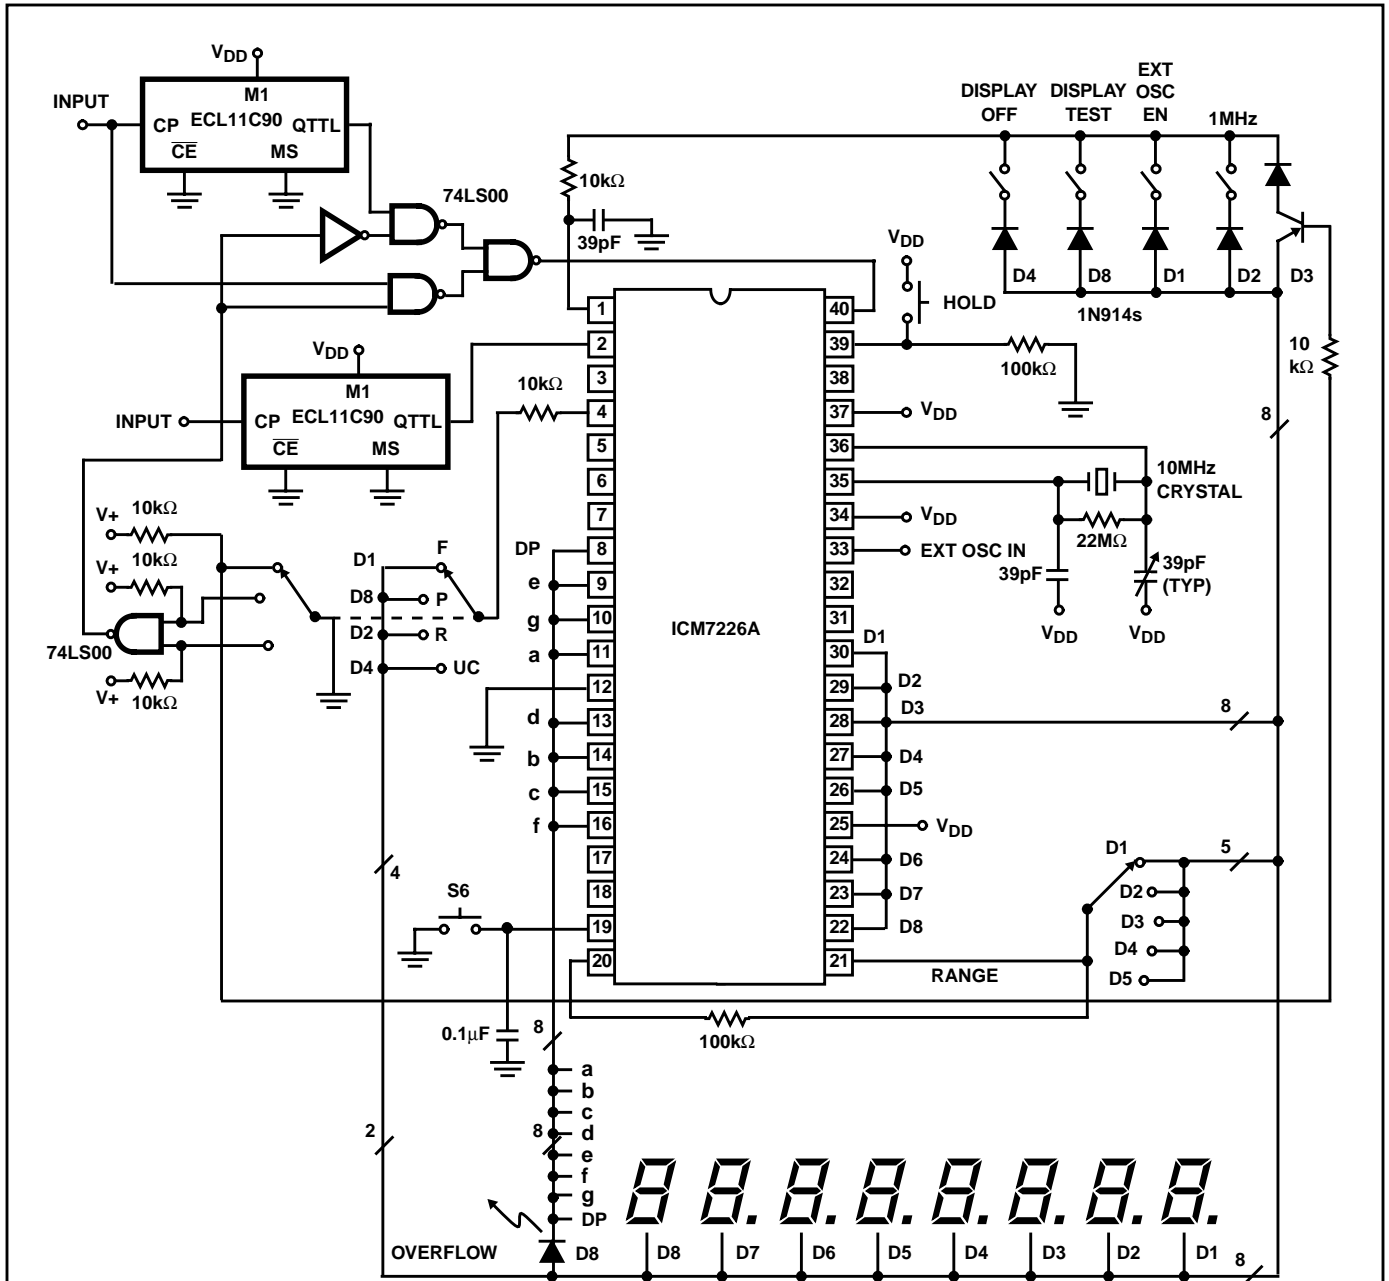 VDD
M1
INPUT
CP ECL11C90 QTTL
CE MS
74LS00
10kΩ
39pF
DISPLAY OFF
DISPLAY TEST
EXT OSC EN
1MHz
D4
D8
D1
D2
D3
1N914s
10 kΩ
8
VDD
HOLD
100kΩ
VDD
M1
INPUT
CP ECL11C90 QTTL
CE MS
10kΩ
V+ 10kΩ
V+ 10kΩ
74LS00
V+ 10kΩ
D1 F
D8 P
D2 R
D4 UC
4
2
1
2
3
4
5
6
7
DP 8
e 9
g 10
a 11
12
d 13
b 14
c 15
f 16
17
18
19
20
ICM7226A
40
39
38
37 VDD
36
35
34 VDD
33 EXT OSC IN
32
31
30 D1
29 D2
28 D3
27 D4
26 D5
25 VDD
24 D6
23 D7
22 D8
21 RANGE
10MHz CRYSTAL
22MΩ
39pF
39pF (TYP)
VDD
VDD
8
D1
D2
D3
D4
D5
5
S6
0.1μF
100kΩ
8
a
b
c
d
8
e
f
g
DP
OVERFLOW
D8
D8
D7
D6
D5
D4
D3
D2
D1
8